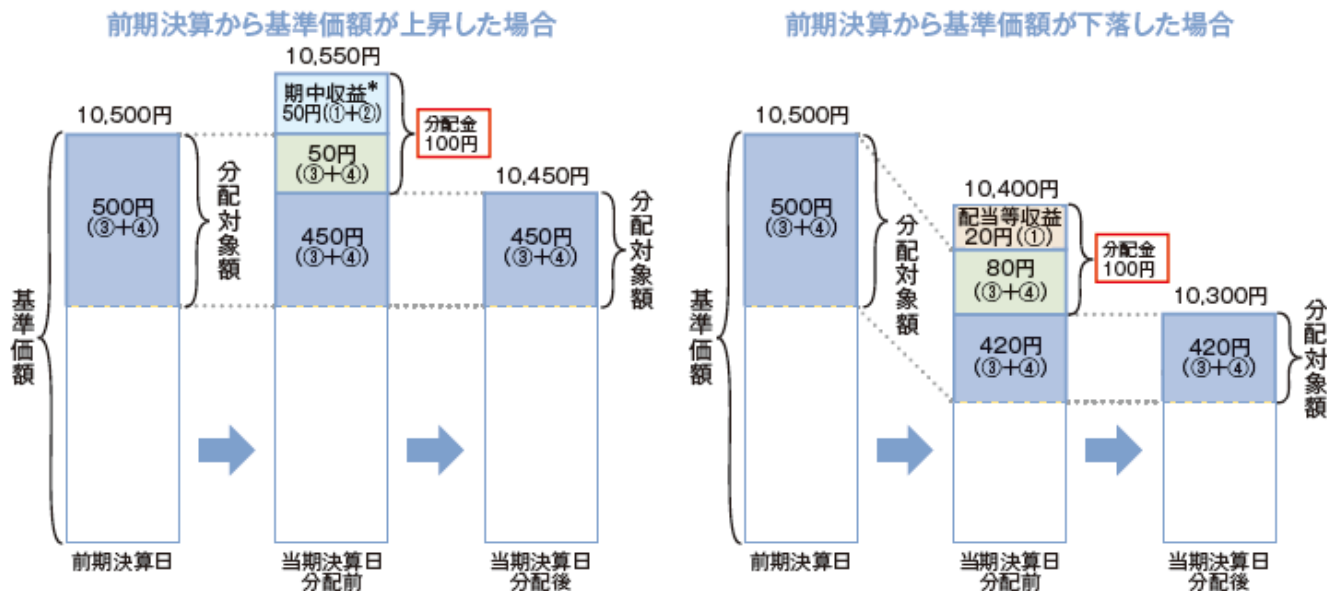 前期決算から基準価額が上昇した場合
10,500円
500円
(③+④)
分配対象額
基準価額
前期決算日
10,550円
期中収益*
50円(①+②)
50円
(③+④)
450円
(③+④)
分配金
100円
当期決算日
分配前
10,450円
450円
(③+④)
分配対象額
当期決算日
分配後
前期決算から基準価額が下落した場合
10,500円
500円
(③+④)
分配対象額
基準価額
前期決算日
10,400円
配当等収益
20円(①)
80円
(③+④)
420円
(③+④)
分配金
100円
当期決算日
分配前
10,300円
420円
(③+④)
分配対象額
当期決算日
分配後